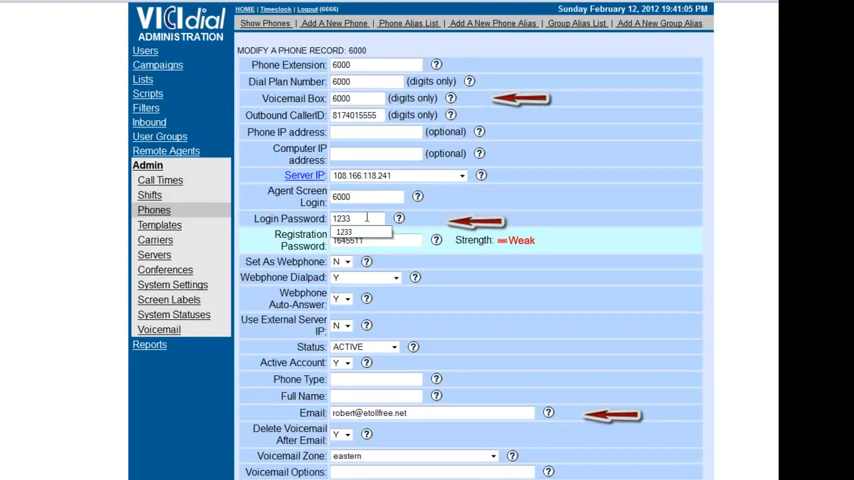 VICIdial
ADMINISTRATION
HOME | Timeclock | Logout (6666)
Sunday February 12, 2012 19:41:05 PM
Show Phones | Add A New Phone | Phone Alias List | Add A New Phone Alias | Group Alias List | Add A New Group Alias
Users
Campaigns
Lists
Scripts
Filters
Inbound
User Groups
Remote Agents
Admin
Call Times
Shifts
Phones
Templates
Carriers
Servers
Conferences
System Settings
Screen Labels
System Statuses
Voicemail
Reports
MODIFY A PHONE RECORD: 6000
Phone Extension: 6000 ?
Dial Plan Number: 6000 (digits only) ?
Voicemail Box: 6000 (digits only) ?
Outbound CallerID: 8174015555 (digits only) ?
Phone IP address: (optional) ?
Computer IP
address: (optional) ?
Server IP: 108.166.118.241 ?
Agent Screen
Login: 6000 ?
Login Password: 1233 ?
1233
Registration
Password: 1645511 ? Strength: Weak
Set As Webphone: N ?
Webphone Dialpad: Y ?
Webphone
Auto-Answer: Y ?
Use External Server
IP: N ?
Status: ACTIVE ?
Active Account: Y ?
Phone Type: ?
Full Name: ?
Email: robert@etollfree.net ?
Delete Voicemail
After Email: Y ?
Voicemail Zone: eastern ?
Voicemail Options: ?